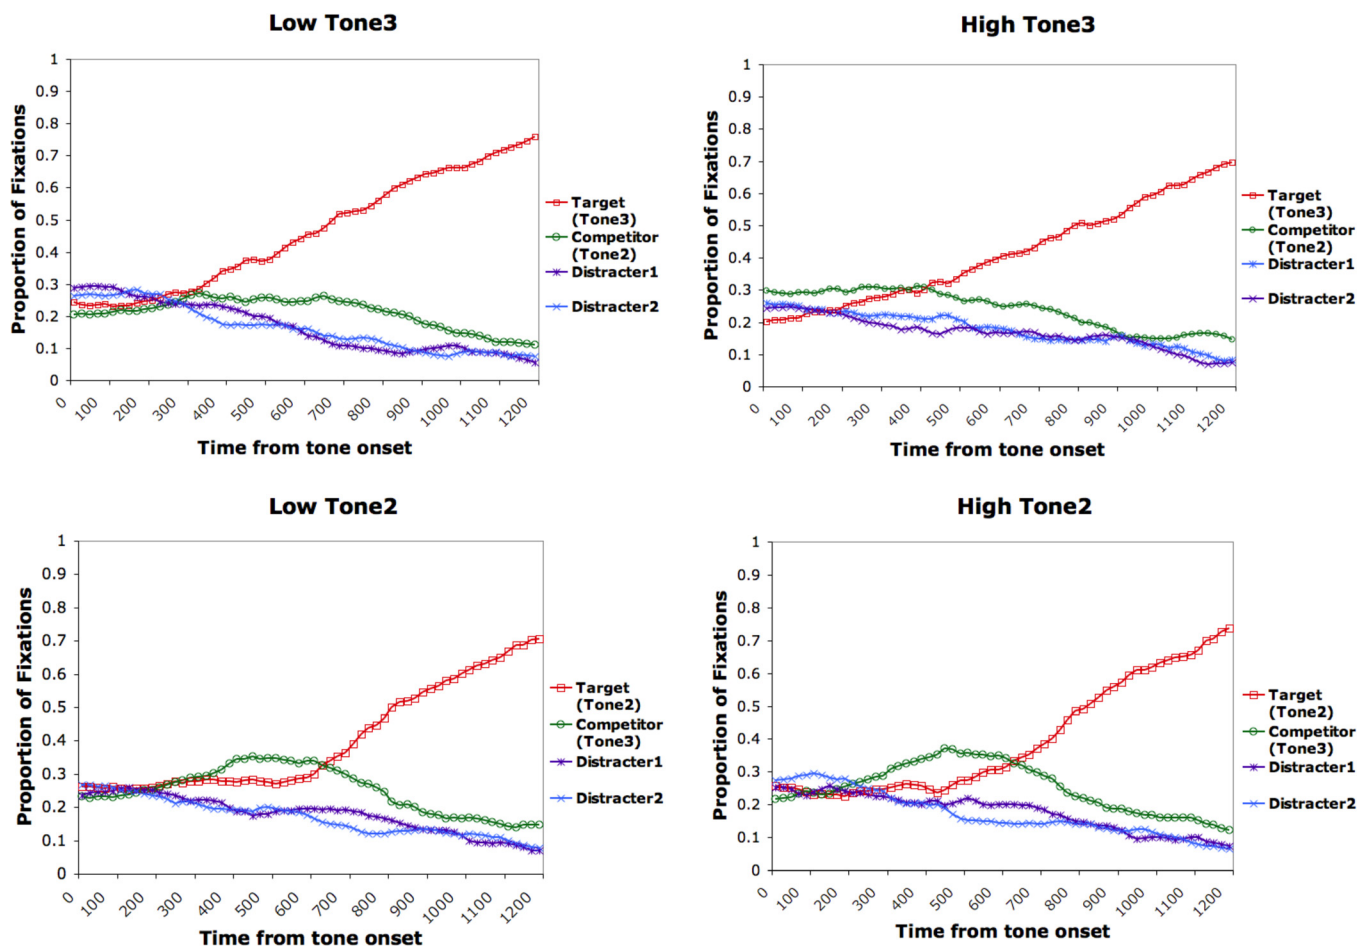 Low Tone3
1
0.9
0.8
0.7
0.6
0.5
0.4
0.3
0.2
0.1
0
Proportion of Fixations
0 100 200 300 400 500 600 700 800 900 1000 1100 1200
Time from tone onset
Target
(Tone3)
Competitor
(Tone2)
Distracter1
Distracter2
High Tone3
1
0.9
0.8
0.7
0.6
0.5
0.4
0.3
0.2
0.1
0
Proportion of Fixations
0 100 200 300 400 500 600 700 800 900 1000 1100 1200
Time from tone onset
Target
(Tone3)
Competitor
(Tone2)
Distracter1
Distracter2
Low Tone2
1
0.9
0.8
0.7
0.6
0.5
0.4
0.3
0.2
0.1
0
Proportion of Fixations
0 100 200 300 400 500 600 700 800 900 1000 1100 1200
Time from tone onset
Target
(Tone2)
Competitor
(Tone3)
Distracter1
Distracter2
High Tone2
1
0.9
0.8
0.7
0.6
0.5
0.4
0.3
0.2
0.1
0
Proportion of Fixations
0 100 200 300 400 500 600 700 800 900 1000 1100 1200
Time from tone onset
Target
(Tone2)
Competitor
(Tone3)
Distracter1
Distracter2